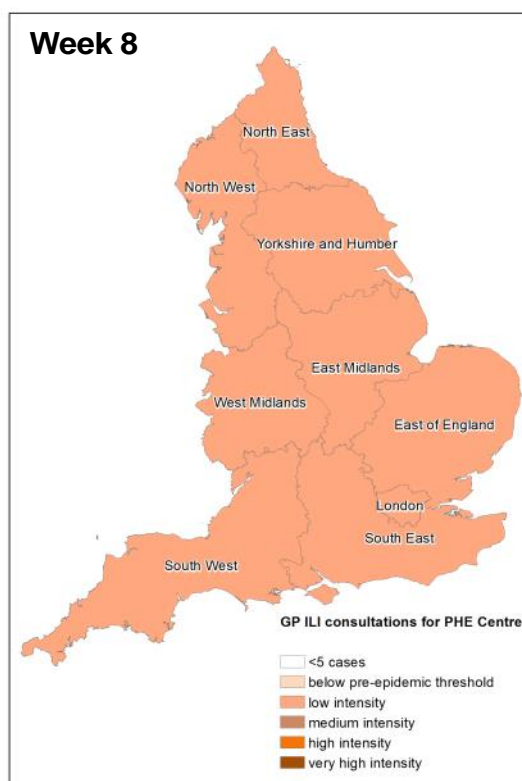 Week 8
North East
North West
Yorkshire and Humber
East Midlands
West Midlands
East of England
London
South East
South West
GP ILI consultations for PHE Centre
<5 cases
below pre-epidemic threshold
low intensity
medium intensity
high intensity
very high intensity